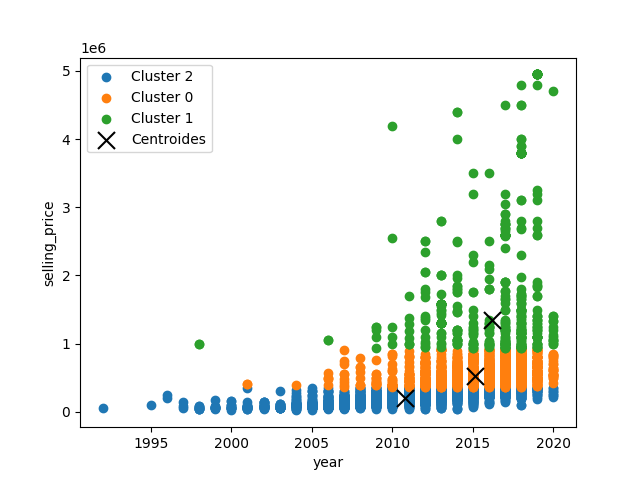 1e6
5
4
3
2
1
0
selling_price
Cluster 2
Cluster 0
Cluster 1
Centroides
1995
2000
2005
2010
2015
2020
year